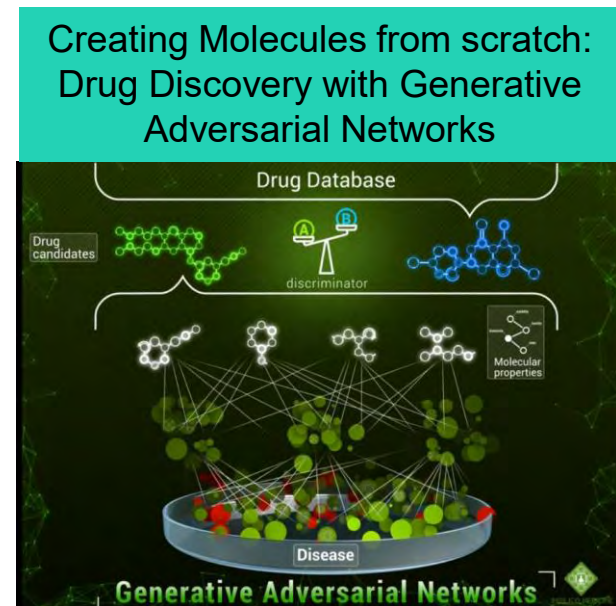 Creating Molecules from scratch:
Drug Discovery with Generative
Adversarial Networks
Drug Database
Drug
candidates
A
B
discriminator
Molecular
properties
Disease
Generative Adversarial Networks